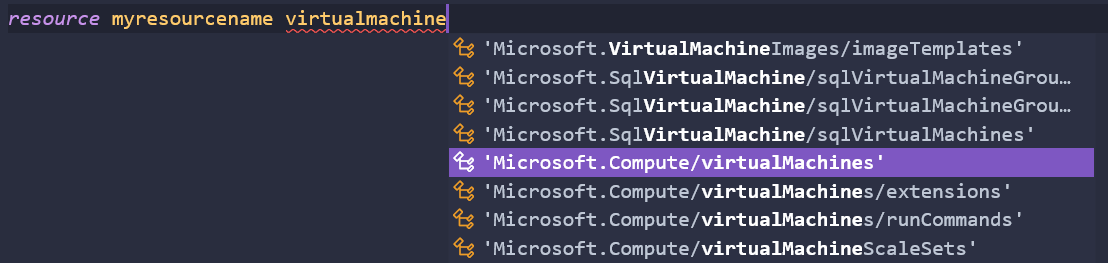 resource myresourcename virtualmachine
'Microsoft.VirtualMachineImages/imageTemplates'
'Microsoft.SqlVirtualMachine/sqlVirtualMachineGrou…
'Microsoft.SqlVirtualMachine/sqlVirtualMachineGrou…
'Microsoft.SqlVirtualMachine/sqlVirtualMachines'
'Microsoft.Compute/virtualMachines'
'Microsoft.Compute/virtualMachines/extensions'
'Microsoft.Compute/virtualMachines/runCommands'
'Microsoft.Compute/virtualMachineScaleSets'